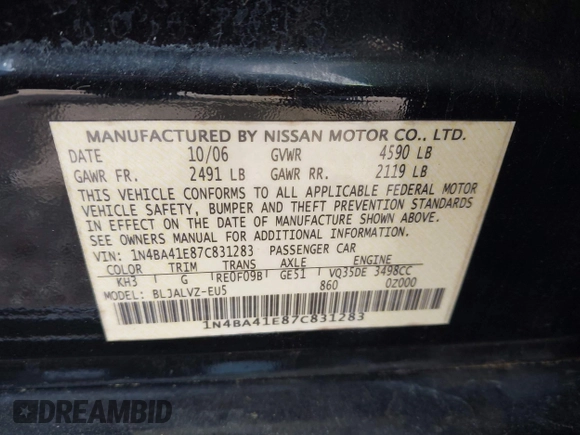 MANUFACTURED BY NISSAN MOTOR CO., LTD.
DATE 10/06 GVWR 4590 LB
GAWR FR. 2491 LB GAWR RR. 2119 LB
THIS VEHICLE CONFORMS TO ALL APPLICABLE FEDERAL MOTOR
VEHICLE SAFETY, BUMPER AND THEFT PREVENTION STANDARDS
IN EFFECT ON THE DATE OF MANUFACTURE SHOWN ABOVE.
SEE OWNERS MANUAL FOR ADDITIONAL INFORMATION.
VIN: 1N4BA41E87C831283 PASSENGER CAR
COLOR TRIM TRANS AXLE ENGINE
KH3 G RE0F09B GE51 VQ35DE 3498CC
MODEL: BLJALVZ-EU5 860 0Z000
1N4BA41E87C831283
DREAMBID